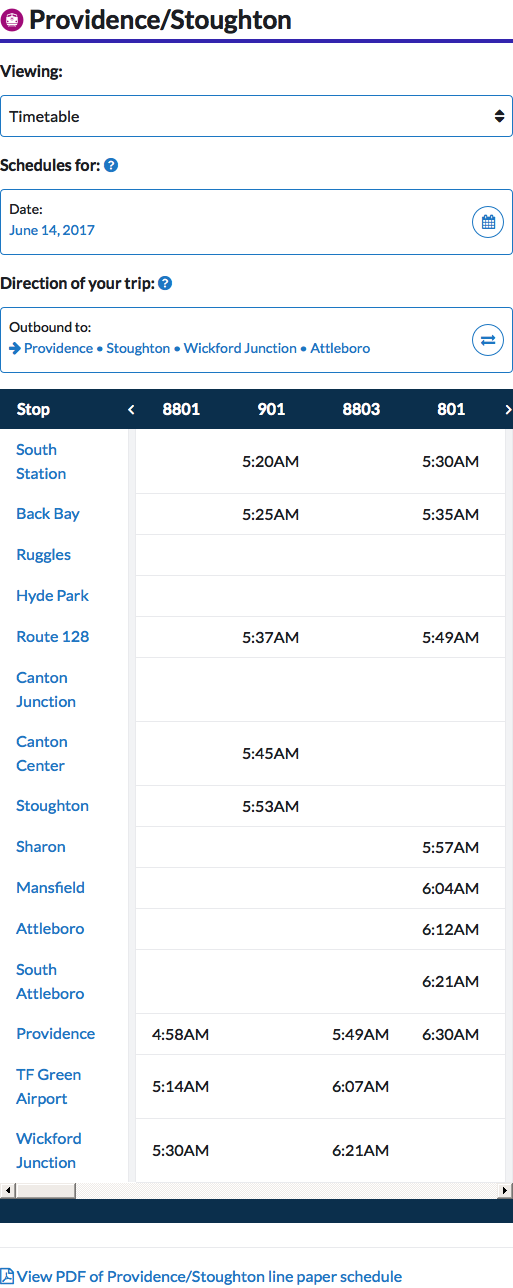 Providence/Stoughton
Viewing:
Timetable
Schedules for: ?
Date:
June 14, 2017
Direction of your trip: ?
Outbound to:
Providence • Stoughton • Wickford Junction • Attleboro
Stop 8801 901 8803 801
South
Station 5:20AM 5:30AM
Back Bay 5:25AM 5:35AM
Ruggles
Hyde Park
Route 128 5:37AM 5:49AM
Canton
Junction
Canton
Center 5:45AM
Stoughton 5:53AM
Sharon 5:57AM
Mansfield 6:04AM
Attleboro 6:12AM
South
Attleboro 6:21AM
Providence 4:58AM 5:49AM 6:30AM
TF Green
Airport 5:14AM 6:07AM
Wickford
Junction 5:30AM 6:21AM
View PDF of Providence/Stoughton line paper schedule